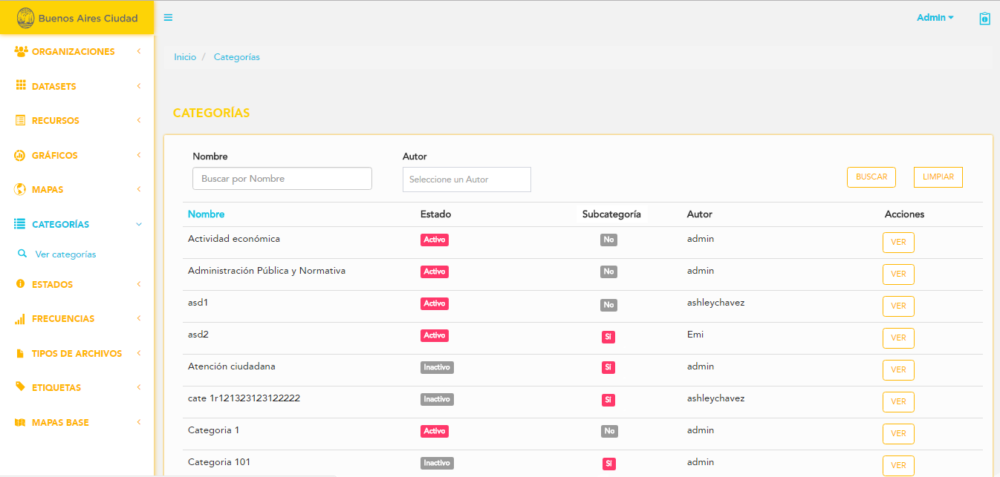 Buenos Aires Ciudad
Admin
Inicio / Categorías
ORGANIZACIONES
DATASETS
RECURSOS
GRÁFICOS
MAPAS
CATEGORÍAS
Ver categorías
ESTADOS
FRECUENCIAS
TIPOS DE ARCHIVOS
ETIQUETAS
MAPAS BASE
CATEGORÍAS
Nombre Autor
Buscar por Nombre Seleccione un Autor BUSCAR LIMPIAR
Nombre Estado Subcategoría Autor Acciones
Actividad económica Activo No admin VER
Administración Pública y Normativa Activo No admin VER
asd1 Activo No ashleychavez VER
asd2 Activo Sí Emi VER
Atención ciudadana Inactivo Sí admin VER
cate 1r121323123122222 Inactivo Sí ashleychavez VER
Categoria 1 Activo No admin VER
Categoria 101 Inactivo Sí admin VER